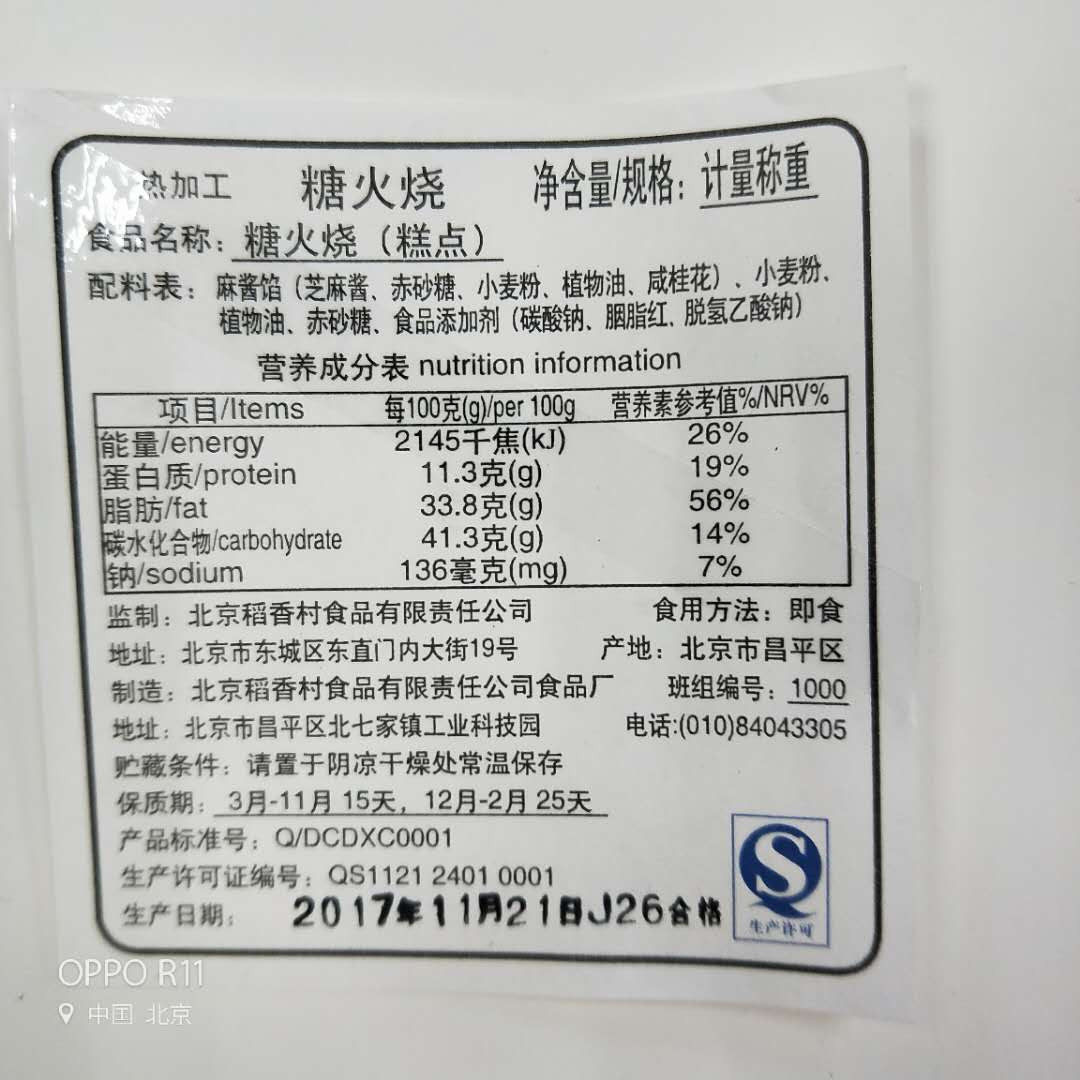 热加工 糖火烧 净含量/规格：计量称重
食品名称：糖火烧（糕点）
配料表：麻酱馅（芝麻酱、赤砂糖、小麦粉、植物油、咸桂花）、小麦粉、
植物油、赤砂糖、食品添加剂（碳酸钠、胭脂红、脱氢乙酸钠）
营养成分表 nutrition information
项目/Items 每100克(g)/per 100g 营养素参考值%/NRV%
能量/energy 2145千焦(kJ) 26%
蛋白质/protein 11.3克(g) 19%
脂肪/fat 33.8克(g) 56%
碳水化合物/carbohydrate 41.3克(g) 14%
钠/sodium 136毫克(mg) 7%
监制：北京稻香村食品有限责任公司 食用方法：即食
地址：北京市东城区东直门内大街19号 产地：北京市昌平区
制造：北京稻香村食品有限责任公司食品厂 班组编号：1000
地址：北京市昌平区北七家镇工业科技园 电话:(010)84043305
贮藏条件：请置于阴凉干燥处常温保存
保质期：3月-11月 15天，12月-2月 25天
产品标准号：Q/DCDXC0001
生产许可证编号：QS1121 2401 0001
生产日期：2017年11月21日J26合格
生产许可
OPPO R11
中国 北京